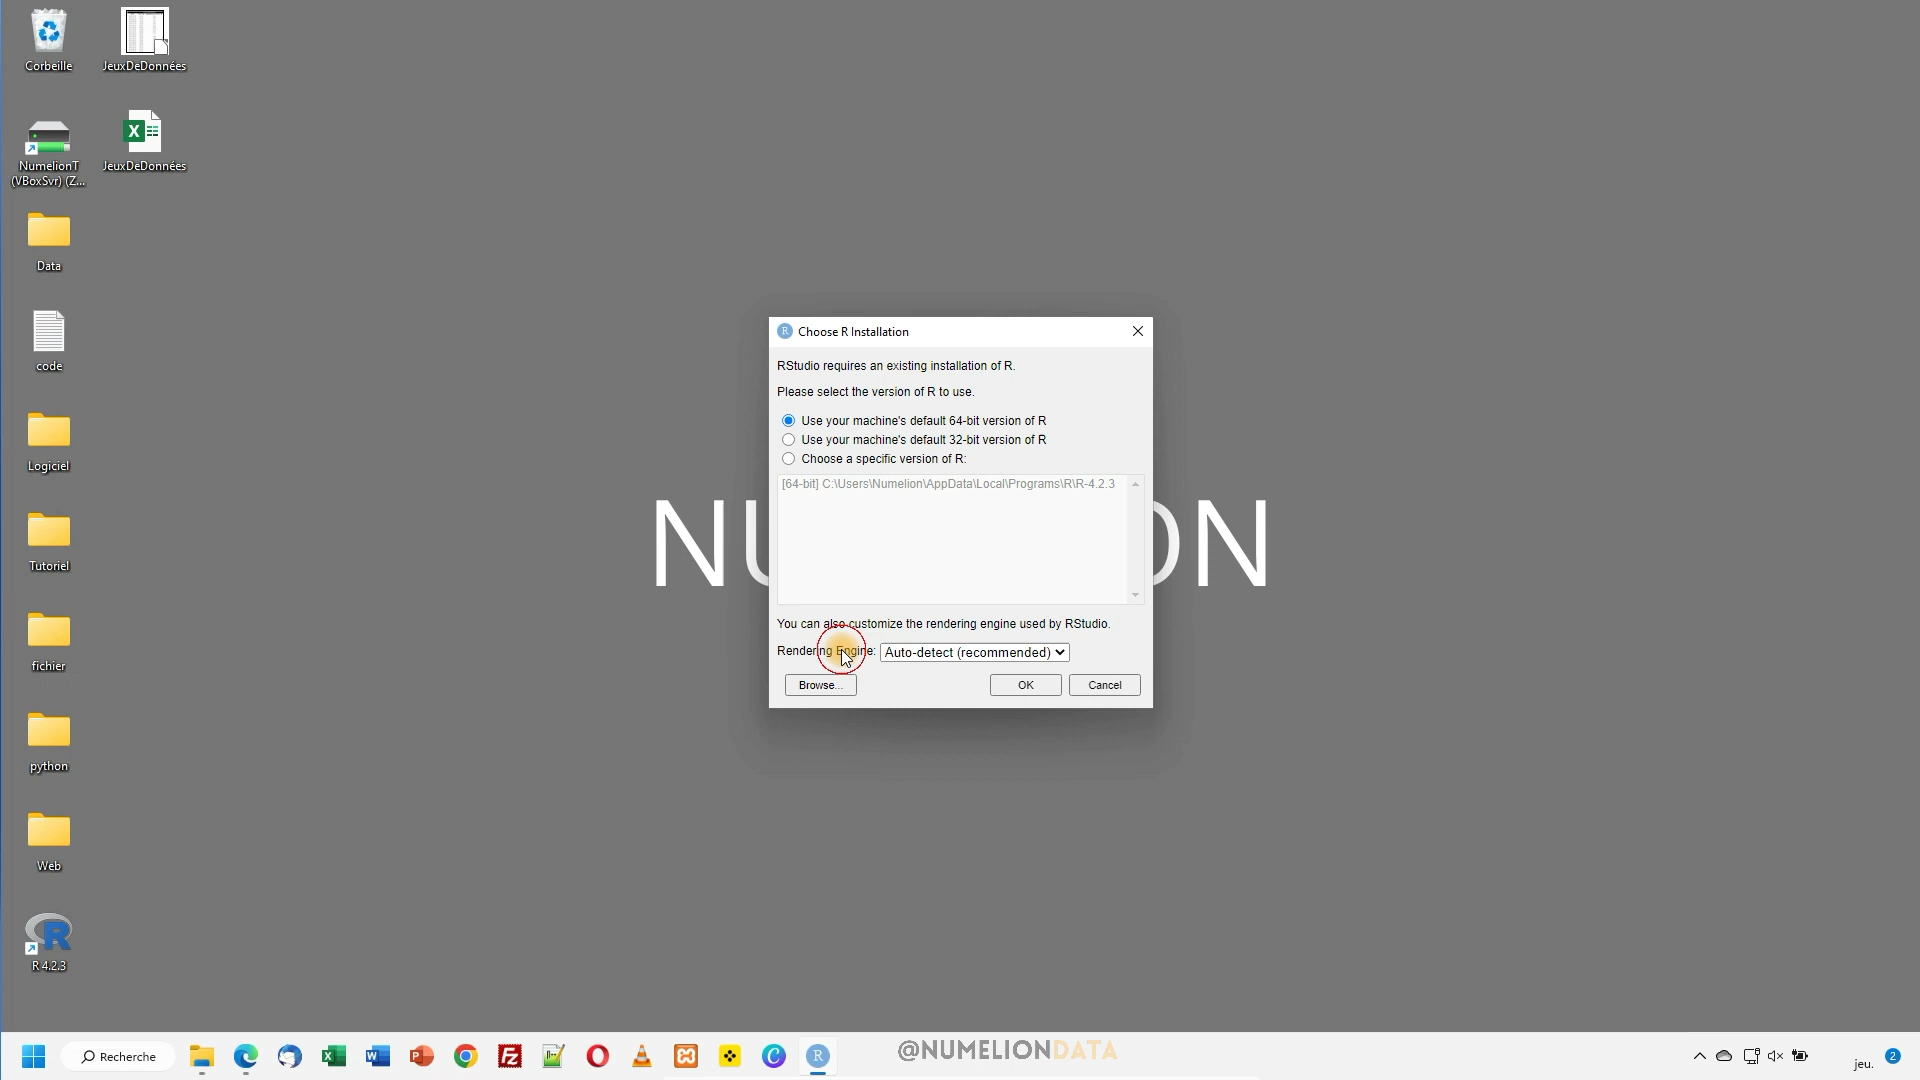 Corbeille
JeuxDeDonnées
NumelionT
(VBoxSvr) (Z...
JeuxDeDonnées
Data
code
Logiciel
Tutoriel
fichier
python
Web
R 4.2.3
Choose R Installation
RStudio requires an existing installation of R.
Please select the version of R to use.
Use your machine's default 64-bit version of R
Use your machine's default 32-bit version of R
Choose a specific version of R:
[64-bit] C:\Users\Numelion\AppData\Local\Programs\R\R-4.2.3
You can also customize the rendering engine used by RStudio.
Rendering Engine: Auto-detect (recommended)
Browse... OK Cancel
Recherche
@NUMELIONDATA
jeu.
2